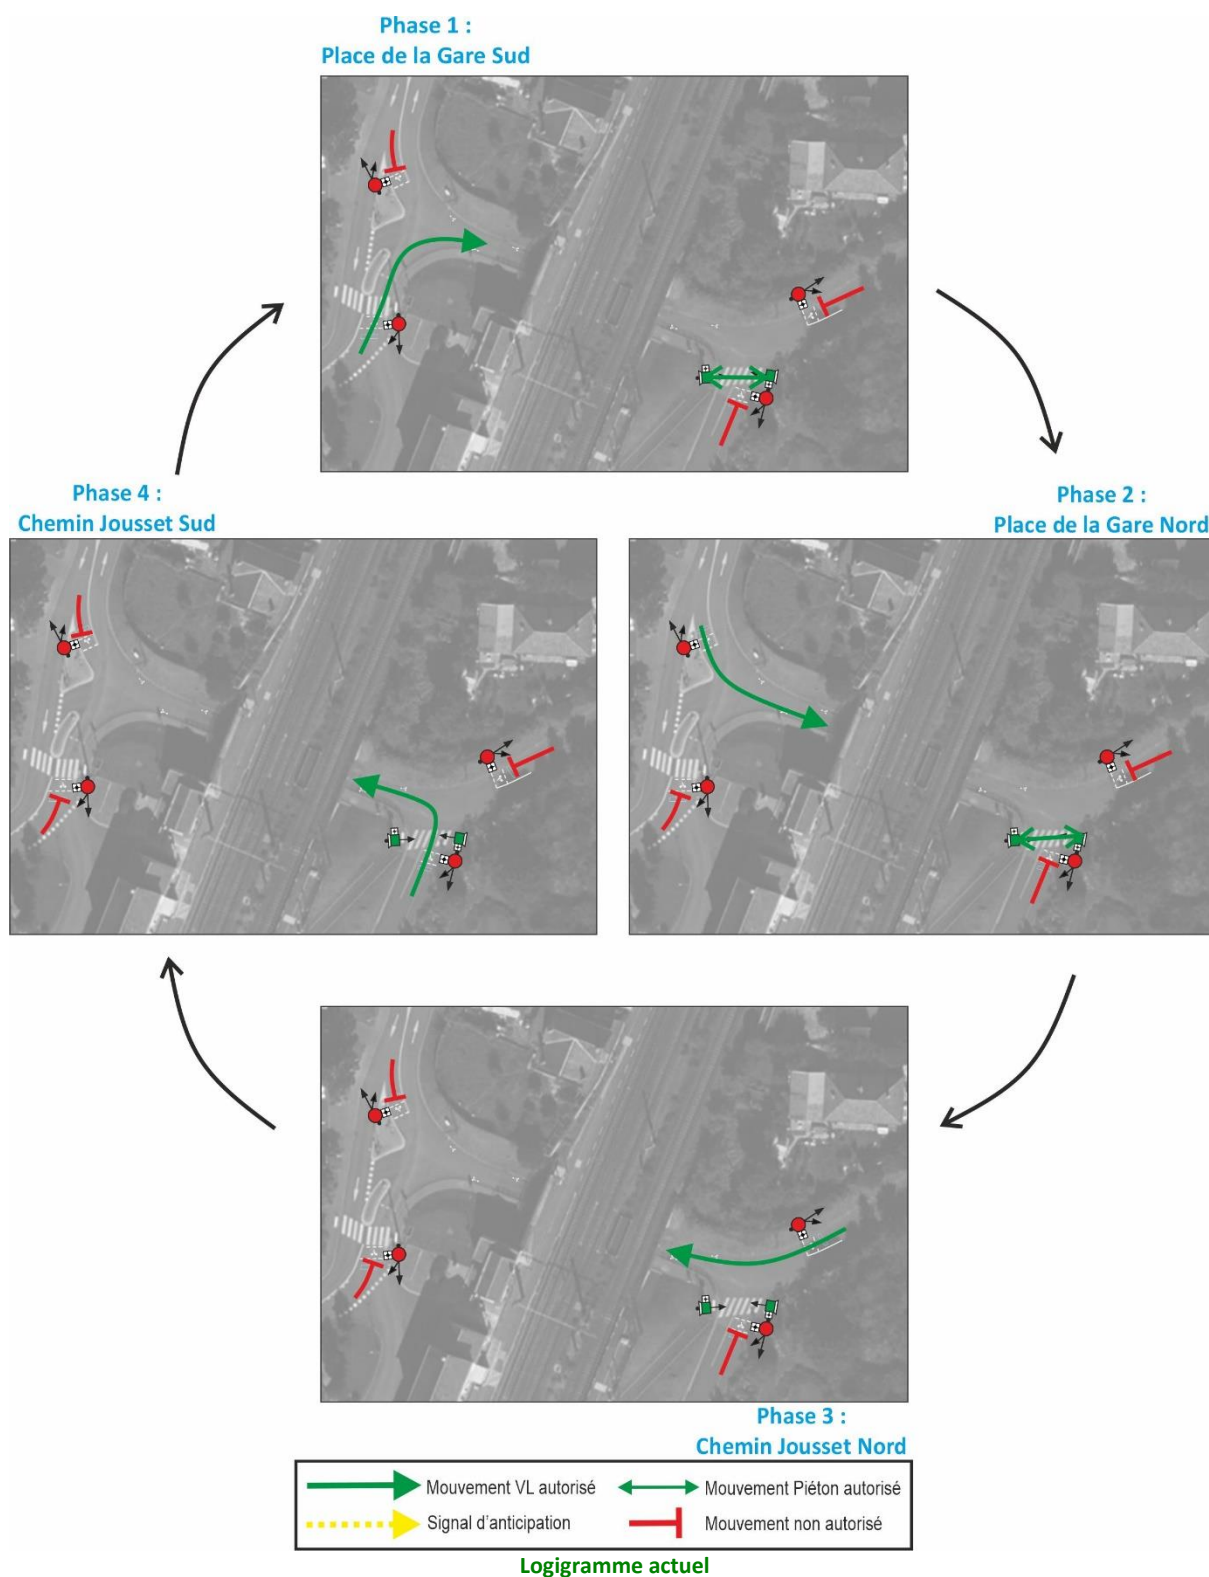 Phase 1 :
Place de la Gare Sud
Phase 4 :
Chemin Jousset Sud
Phase 2 :
Place de la Gare Nord
Phase 3 :
Chemin Jousset Nord
Mouvement VL autorisé
Mouvement Piéton autorisé
Signal d'anticipation
Mouvement non autorisé
Logigramme actuel